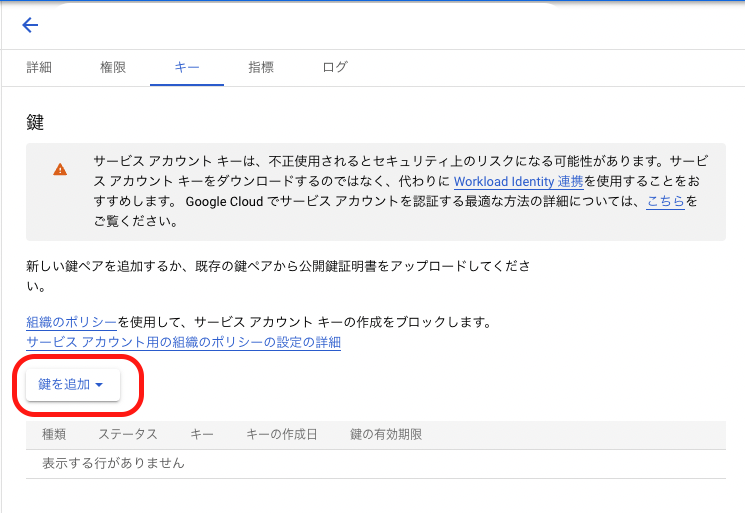 詳細 権限 キー 指標 ログ
鍵
サービス アカウント キーは、不正使用されるとセキュリティ上のリスクになる可能性があります。サービ
ス アカウント キーをダウンロードするのではなく、代わりに Workload Identity 連携を使用することをお
すすめします。 Google Cloud でサービス アカウントを認証する最適な方法の詳細については、こちらを
ご覧ください。
新しい鍵ペアを追加するか、既存の鍵ペアから公開鍵証明書をアップロードしてくださ
い。
組織のポリシーを使用して、サービス アカウント キーの作成をブロックします。
サービス アカウント用の組織のポリシーの設定の詳細
鍵を追加
種類 ステータス キー キーの作成日 鍵の有効期限
表示する行がありません